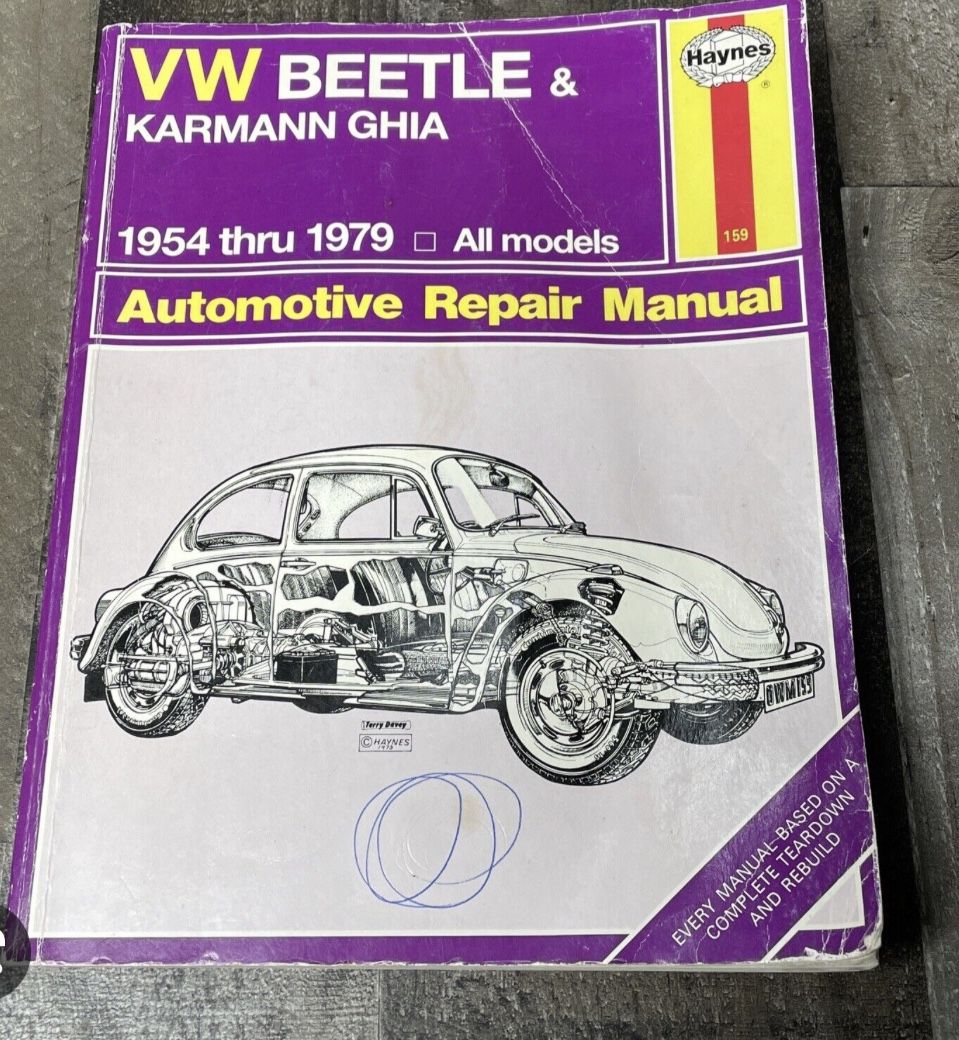 VW BEETLE &
KARMANN GHIA
1954 thru 1979 □ All models
Haynes
®
159
Automotive Repair Manual
Terry Davey
© HAYNES
1973
EVERY MANUAL BASED ON A
COMPLETE TEARDOWN
AND REBUILD